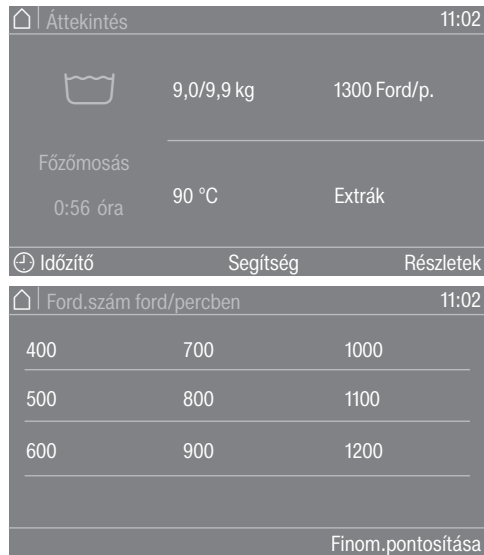 Áttekintés 11:02
9,0/9,9 kg 1300 Ford/p.
Főzőmosás
0:56 óra
90 °C Extrák
Időzítő Segítség Részletek
Ford.szám ford/percben 11:02
400 700 1000
500 800 1100
600 900 1200
Finom.pontosítása